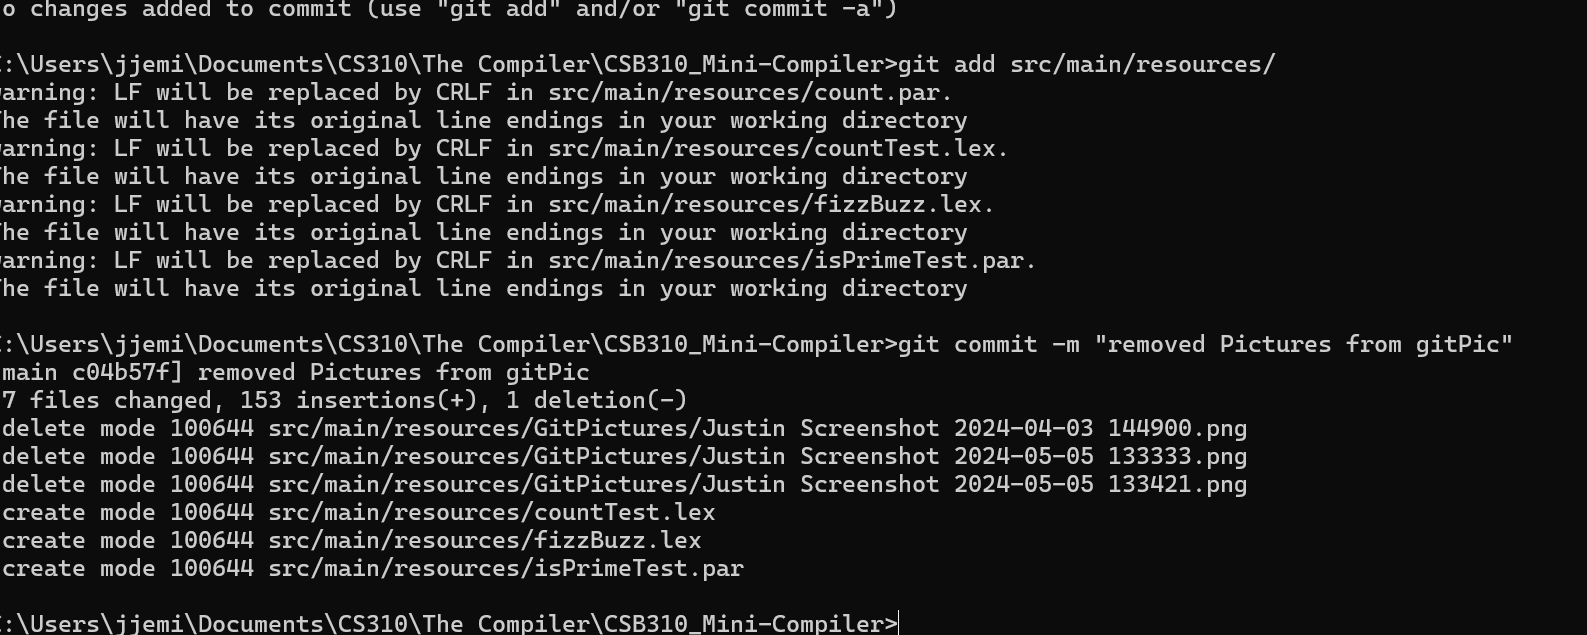 o changes added to commit (use "git add" and/or "git commit -a")
:\Users\jjemi\Documents\CS310\The Compiler\CSB310_Mini-Compiler>git add src/main/resources/
arning: LF will be replaced by CRLF in src/main/resources/count.par.
he file will have its original line endings in your working directory
arning: LF will be replaced by CRLF in src/main/resources/countTest.lex.
he file will have its original line endings in your working directory
arning: LF will be replaced by CRLF in src/main/resources/fizzBuzz.lex.
he file will have its original line endings in your working directory
arning: LF will be replaced by CRLF in src/main/resources/isPrimeTest.par.
he file will have its original line endings in your working directory
:\Users\jjemi\Documents\CS310\The Compiler\CSB310_Mini-Compiler>git commit -m "removed Pictures from gitPic"
main c04b57f] removed Pictures from gitPic
7 files changed, 153 insertions(+), 1 deletion(-)
delete mode 100644 src/main/resources/GitPictures/Justin Screenshot 2024-04-03 144900.png
delete mode 100644 src/main/resources/GitPictures/Justin Screenshot 2024-05-05 133333.png
delete mode 100644 src/main/resources/GitPictures/Justin Screenshot 2024-05-05 133421.png
create mode 100644 src/main/resources/countTest.lex
create mode 100644 src/main/resources/fizzBuzz.lex
create mode 100644 src/main/resources/isPrimeTest.par
:\Users\jjemi\Documents\CS310\The Compiler\CSB310_Mini-Compiler>